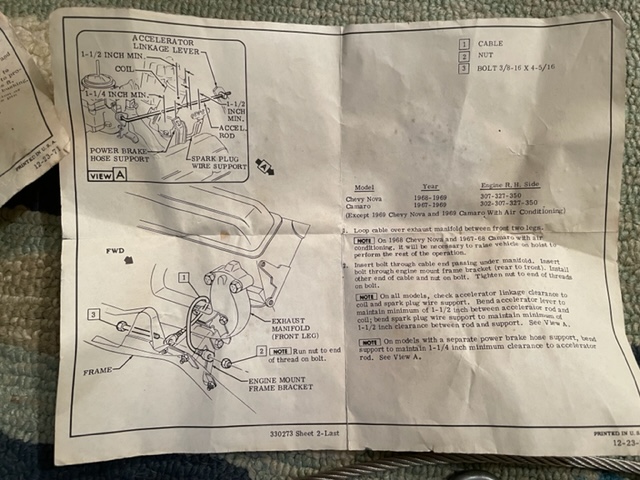 ACCELERATOR
LINKAGE LEVER
1-1/2 INCH MIN.
COIL
1-1/4 INCH MIN.
1-1/2
INCH
MIN.
ACCEL.
ROD
POWER BRAKE
HOSE SUPPORT
SPARK PLUG
WIRE SUPPORT
VIEW A
A
1 CABLE
2 NUT
3 BOLT 3/8-16 X 4-5/16
Model Year Engine R. H. Side
Chevy Nova 1968-1969 307-327-350
Camaro 1967-1969 302-307-327-350
(Except 1969 Chevy Nova and 1969 Camaro With Air Conditioning)
1. Loop cable over exhaust manifold between front two legs.
NOTE On 1968 Chevy Nova and 1967-68 Camaro with air
conditioning, it will be necessary to raise vehicle on hoist to
perform the rest of the operation.
Insert bolt through cable end passing under manifold. Insert
bolt through engine mount frame bracket (rear to front). Install
other end of cable and nut on bolt. Tighten nut to end of threads
on bolt.
NOTE On all models, check accelerator linkage clearance to
coil and spark plug wire support. Bend accelerator lever to
maintain minimum of 1-1/2 inch between accelerator rod and
coil; bend spark plug wire support to maintain minimum of
1-1/2 inch clearance between rod and support. See View A.
NOTE On models with a separate power brake hose support, bend
support to maintain 1-1/4 inch minimum clearance to accelerator
rod. See View A.
FWD
1
3
EXHAUST
MANIFOLD
(FRONT LEG)
2 NOTE Run nut to end
of thread on bolt.
FRAME
ENGINE MOUNT
FRAME BRACKET
330273 Sheet 2-Last
PRINTED IN U.S.
12-23-
PRINTED IN U.S.A.
12-23-71